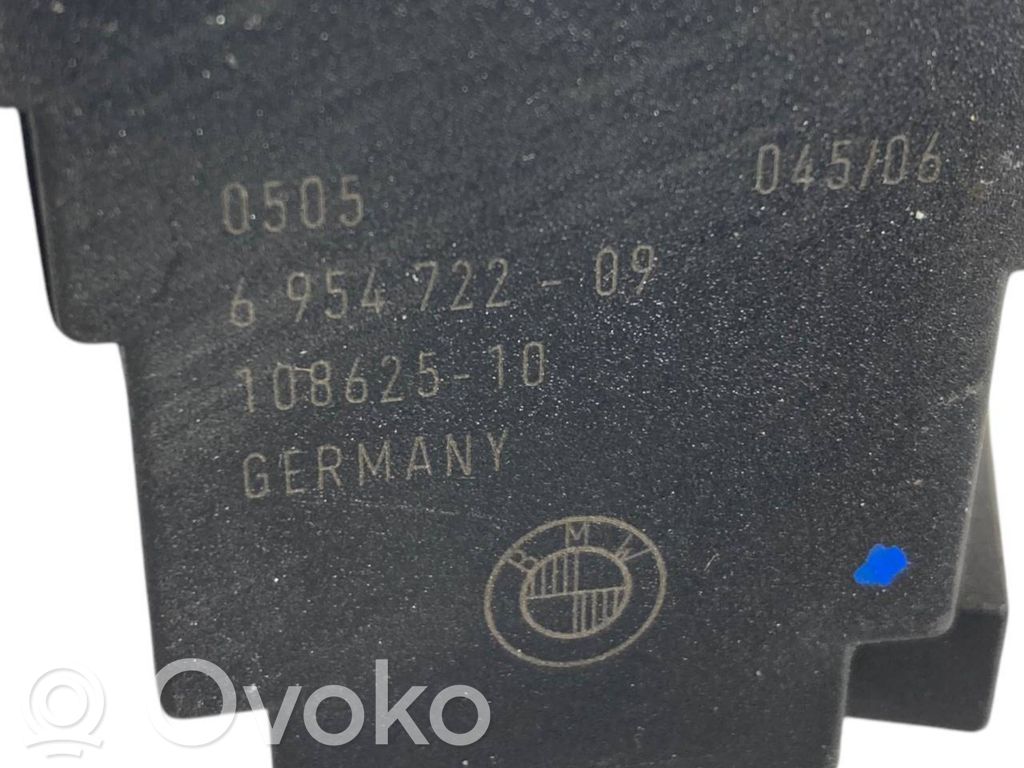 0505 045/06
6 954 722 - 09
108625-10
GERMANY
BMW
Ovoko